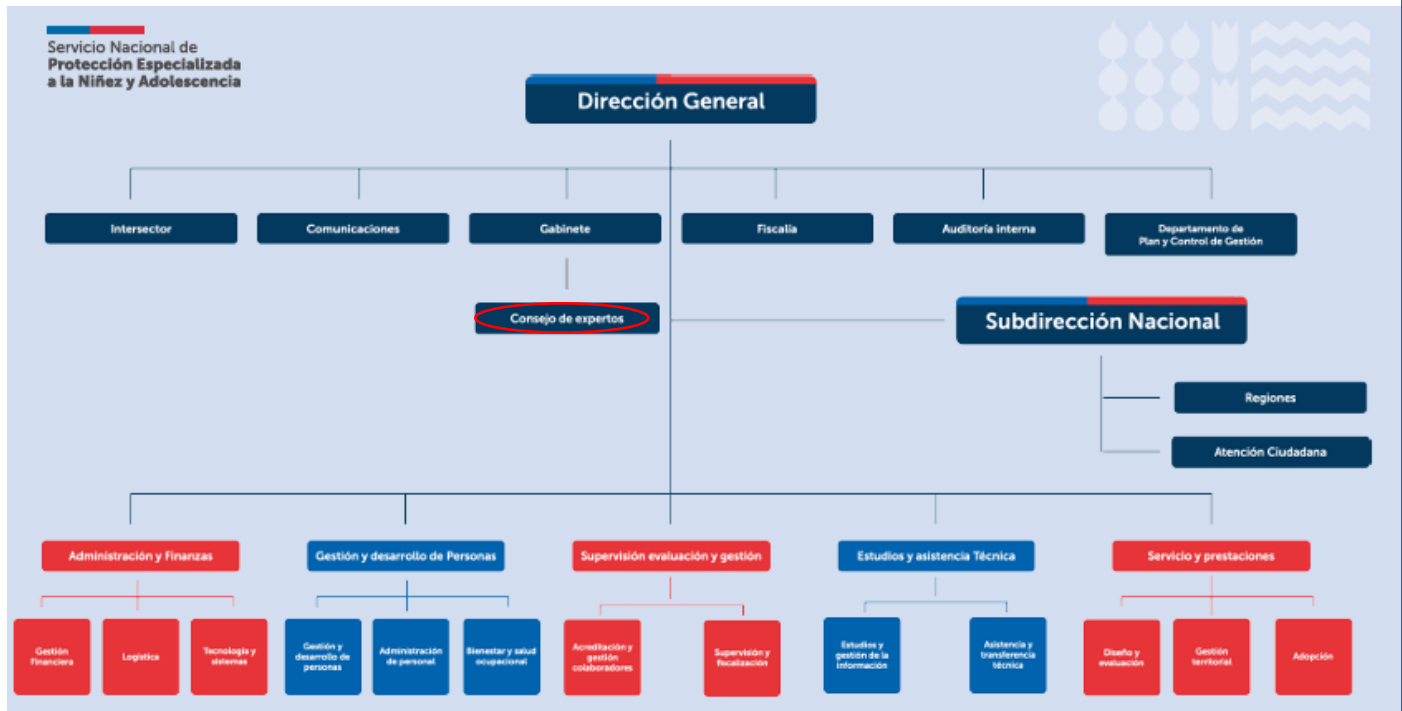 Servicio Nacional de
Protección Especializada
a la Niñez y Adolescencia
Dirección General
Intersector
Comunicaciones
Gabinete
Fiscalía
Auditoría interna
Departamento de
Plan y Control de Gestión
Consejo de expertos
Subdirección Nacional
Regiones
Atención Ciudadana
Administración y Finanzas
Gestión y desarrollo de Personas
Supervisión evaluación y gestión
Estudios y asistencia Técnica
Servicio y prestaciones
Gestión
Financiera
Logística
Tecnología y
sistemas
Gestión y
desarrollo de
personas
Administración
de personal
Bienestar y salud
ocupacional
Acreditación y
gestión
colaboradores
Supervisión y
fiscalización
Estudios y
gestión de la
información
Asistencia y
transferencia
técnica
Diseño y
evaluación
Gestión
territorial
Adopción